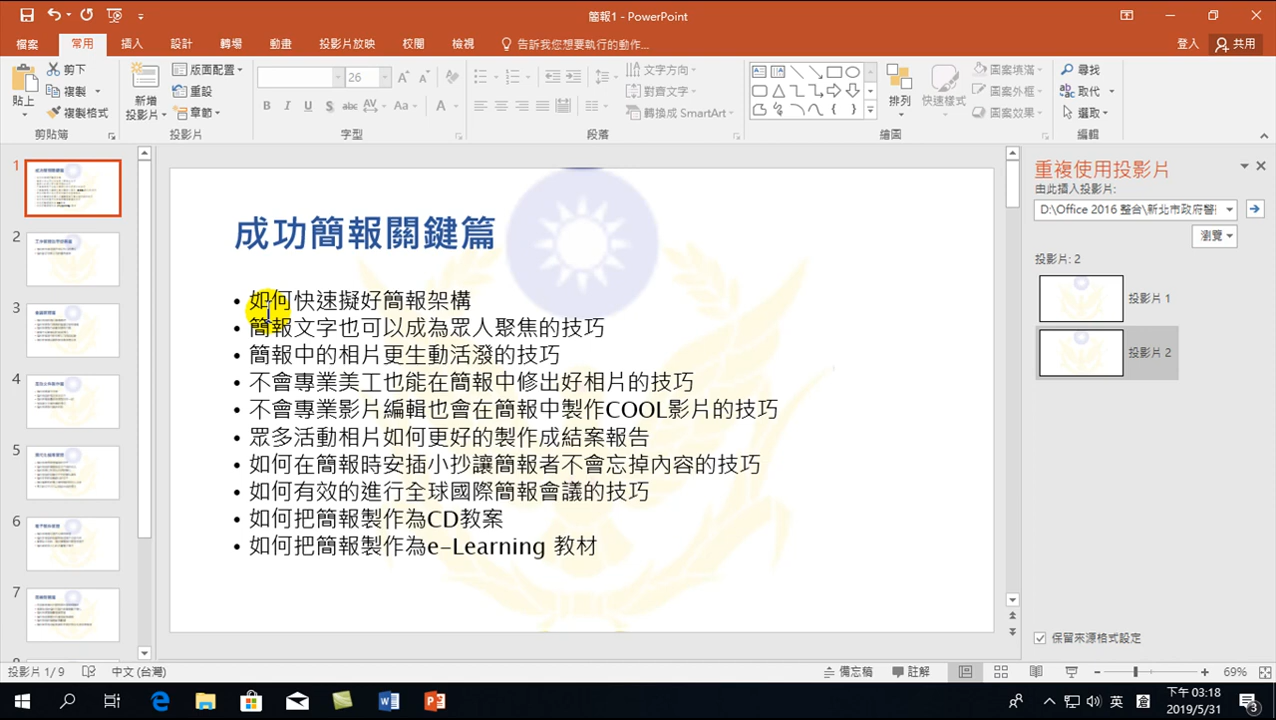 簡報1 - PowerPoint
檔案 常用 插入 設計 轉場 動畫 投影片放映 校閱 檢視 告訴我您想要執行的動作... 登入 共用
貼上 剪下 複製 複製格式 剪貼簿
新增投影片 版面配置 重設 章節 投影片
26 字型
文字方向 對齊文字 轉換成 SmartArt 段落
排列 快速樣式 圖案填滿 圖案外框 圖案效果 繪圖
尋找 取代 選取 編輯
1
2
3
4
5
6
7
成功簡報關鍵篇
• 如何快速擬好簡報架構
• 簡報文字也可以成為眾人聚焦的技巧
• 簡報中的相片更生動活潑的技巧
• 不會專業美工也能在簡報中修出好相片的技巧
• 不會專業影片編輯也會在簡報中製作COOL影片的技巧
• 眾多活動相片如何更好的製作成結案報告
• 如何在簡報時安插小抄讓簡報者不會忘掉內容的技巧
• 如何有效的進行全球國際簡報會議的技巧
• 如何把簡報製作為CD教案
• 如何把簡報製作為e-Learning 教材
重複使用投影片
由此插入投影片:
D:\Office 2016 整合\新北市政府醫
瀏覽
投影片: 2
投影片 1
投影片 2
保留來源格式設定
投影片 1/9 中文 (台灣) 備忘稿 註解 69%
英 下午 03:18
2019/5/31
3